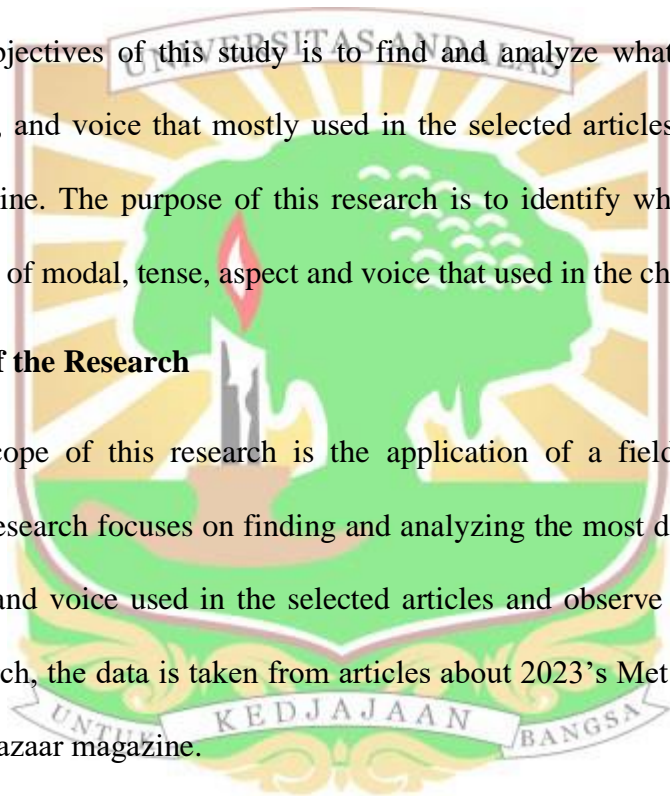 UNIVERSITAS ANDALAS
bjectives of this study is to find and analyze what
, and voice that mostly used in the selected articles
ine. The purpose of this research is to identify wh
of modal, tense, aspect and voice that used in the ch
f the Research
cope of this research is the application of a field
esearch focuses on finding and analyzing the most d
and voice used in the selected articles and observe
ch, the data is taken from articles about 2023's Met
UNTUK KEDJAJAAN BANGSA
azaar magazine.